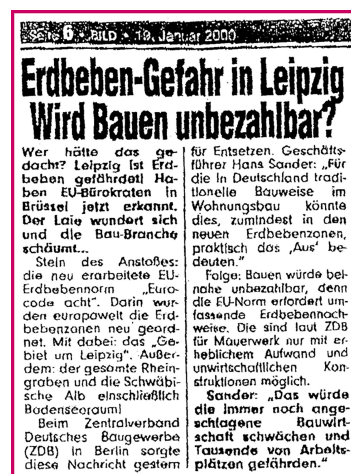 Seite 6 • BILD • 19. Januar 2000
Erdbeben-Gefahr in Leipzig
Wird Bauen unbezahlbar?
Wer hätte das ge-
dacht? Leipzig ist Erd-
beben gefährdet! Ha-
ben EU-Bürokraten in
Brüssel jetzt erkannt.
Der Laie wundert sich
und die Bau-Branche
schäumt...
Stein des Anstoßes:
die neu erarbeitete EU-
Erdbebennorm „Euro-
code acht". Darin wur-
den europaweit die Erd-
bebenzonen neu geord-
net. Mit dabei: das „Ge-
biet um Leipzig". Außer-
dem: der gesamte Rhein-
graben und die Schwäbi-
sche Alb einschließlich
Bodenseeraum!
Beim Zentralverband
Deutsches Baugewerbe
(ZDB) in Berlin sorgte
diese Nachricht gestern
für Entsetzen. Geschäfts-
führer Hans Sander: „Für
die in Deutschland tradi-
tionelle Bauweise im
Wohnungsbau könnte
dies, zumindest in den
neuen Erdbebenzonen,
praktisch das ‚Aus' be-
deuten."
Folge: Bauen würde bei-
nahe unbezahlbar, denn
die EU-Norm erfordert um-
fassende Erdbebennach-
weise. Die sind laut ZDB
für Mauerwerk nur mit er-
heblichem Aufwand und
unwirtschaftlichen Kon-
struktionen möglich.
Sander: „Das würde
die immer noch ange-
schlagene Bauwirt-
schaft schwächen und
Tausende von Arbeits-
plätzen gefährden."